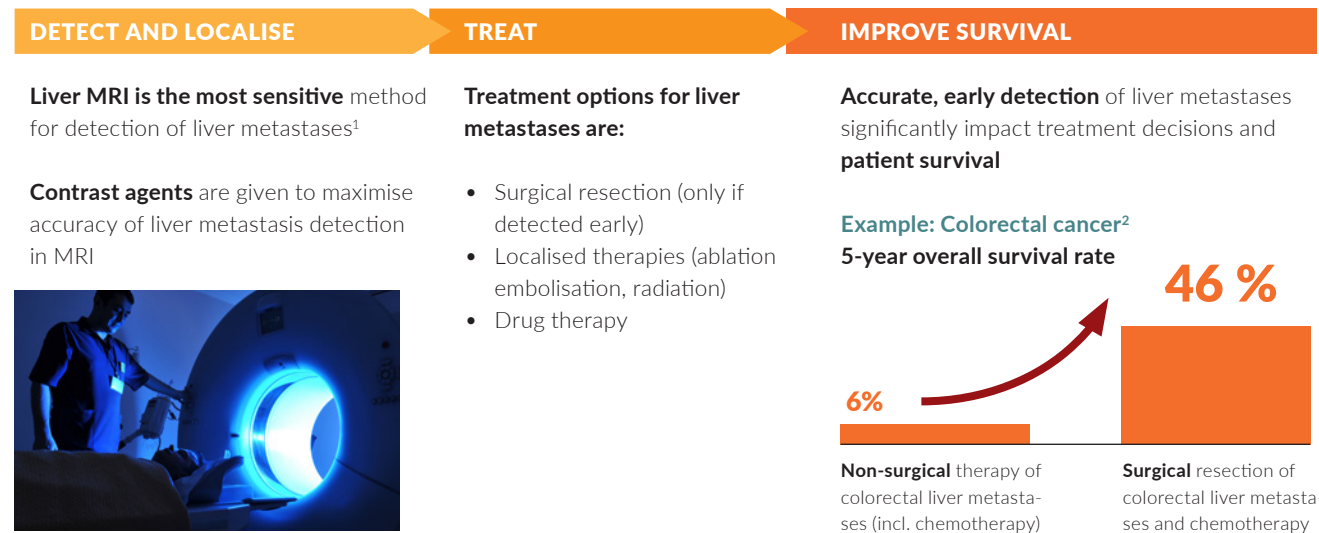 DETECT AND LOCALISE
Liver MRI is the most sensitive method
for detection of liver metastases¹
Contrast agents are given to maximise
accuracy of liver metastasis detection
in MRI
TREAT
Treatment options for liver
metastases are:
• Surgical resection (only if
detected early)
• Localised therapies (ablation
embolisation, radiation)
• Drug therapy
IMPROVE SURVIVAL
Accurate, early detection of liver metastases
significantly impact treatment decisions and
patient survival
Example: Colorectal cancer²
5-year overall survival rate
6%
46 %
Non-surgical therapy of
colorectal liver metasta-
ses (incl. chemotherapy)
Surgical resection of
colorectal liver metasta
ses and chemotherapy